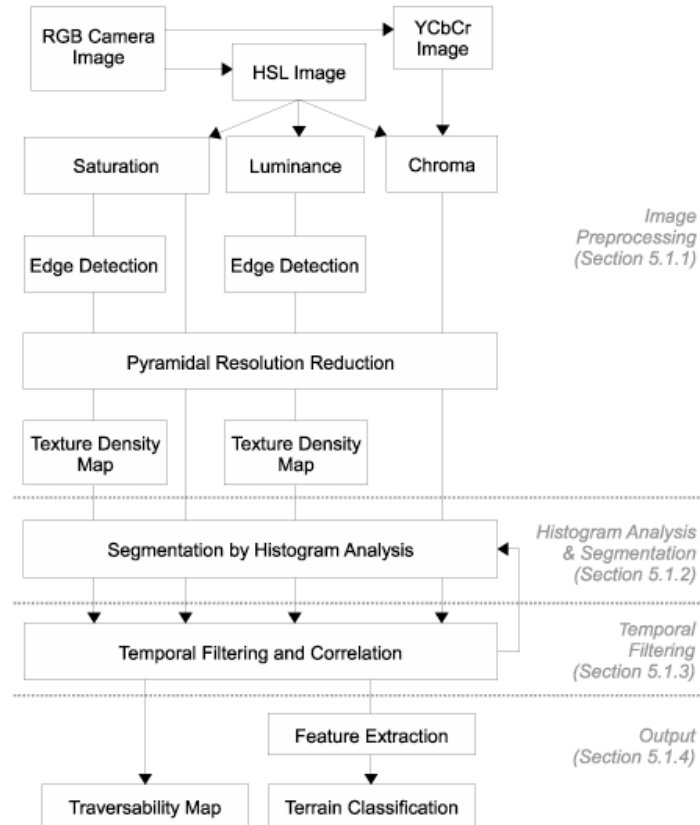 RGB Camera
Image
YCbCr
Image
HSL Image
Saturation
Luminance
Chroma
Image
Preprocessing
(Section 5.1.1)
Edge Detection
Edge Detection
Pyramidal Resolution Reduction
Texture Density
Map
Texture Density
Map
Segmentation by Histogram Analysis
Histogram Analysis
& Segmentation
(Section 5.1.2)
Temporal Filtering and Correlation
Temporal
Filtering
(Section 5.1.3)
Feature Extraction
Output
(Section 5.1.4)
Traversability Map
Terrain Classification